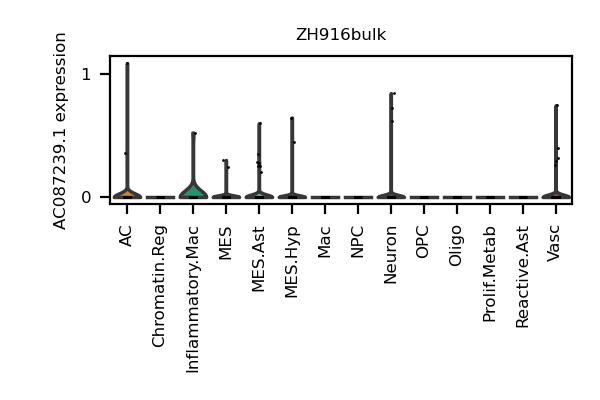 ZH916bulk
AC087239.1 expression
1
0
AC
Chromatin.Reg
Inflammatory.Mac
MES
MES.Ast
MES.Hyp
Mac
NPC
Neuron
OPC
Oligo
Prolif.Metab
Reactive.Ast
Vasc